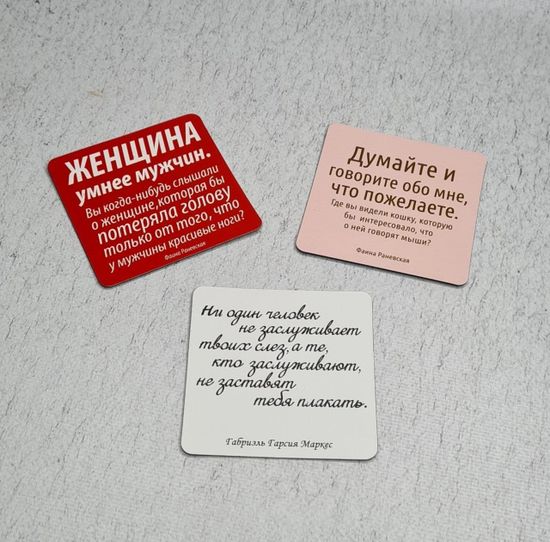 ЖЕНЩИНА
умнее мужчин.
Вы когда-нибудь слышали
о женщине, которая бы
потеряла голову
только от того, что
у мужчины красивые ноги?
Фаина Раневская
Думайте и
говорите обо мне,
что пожелаете.
Где вы видели кошку, которую
бы интересовало, что
о ней говорят мыши?
Фаина Раневская
Ни один человек
не заслуживает
твоих слез, а те,
кто заслуживают,
не заставят
тебя плакать.
Габриэль Гарсия Маркес